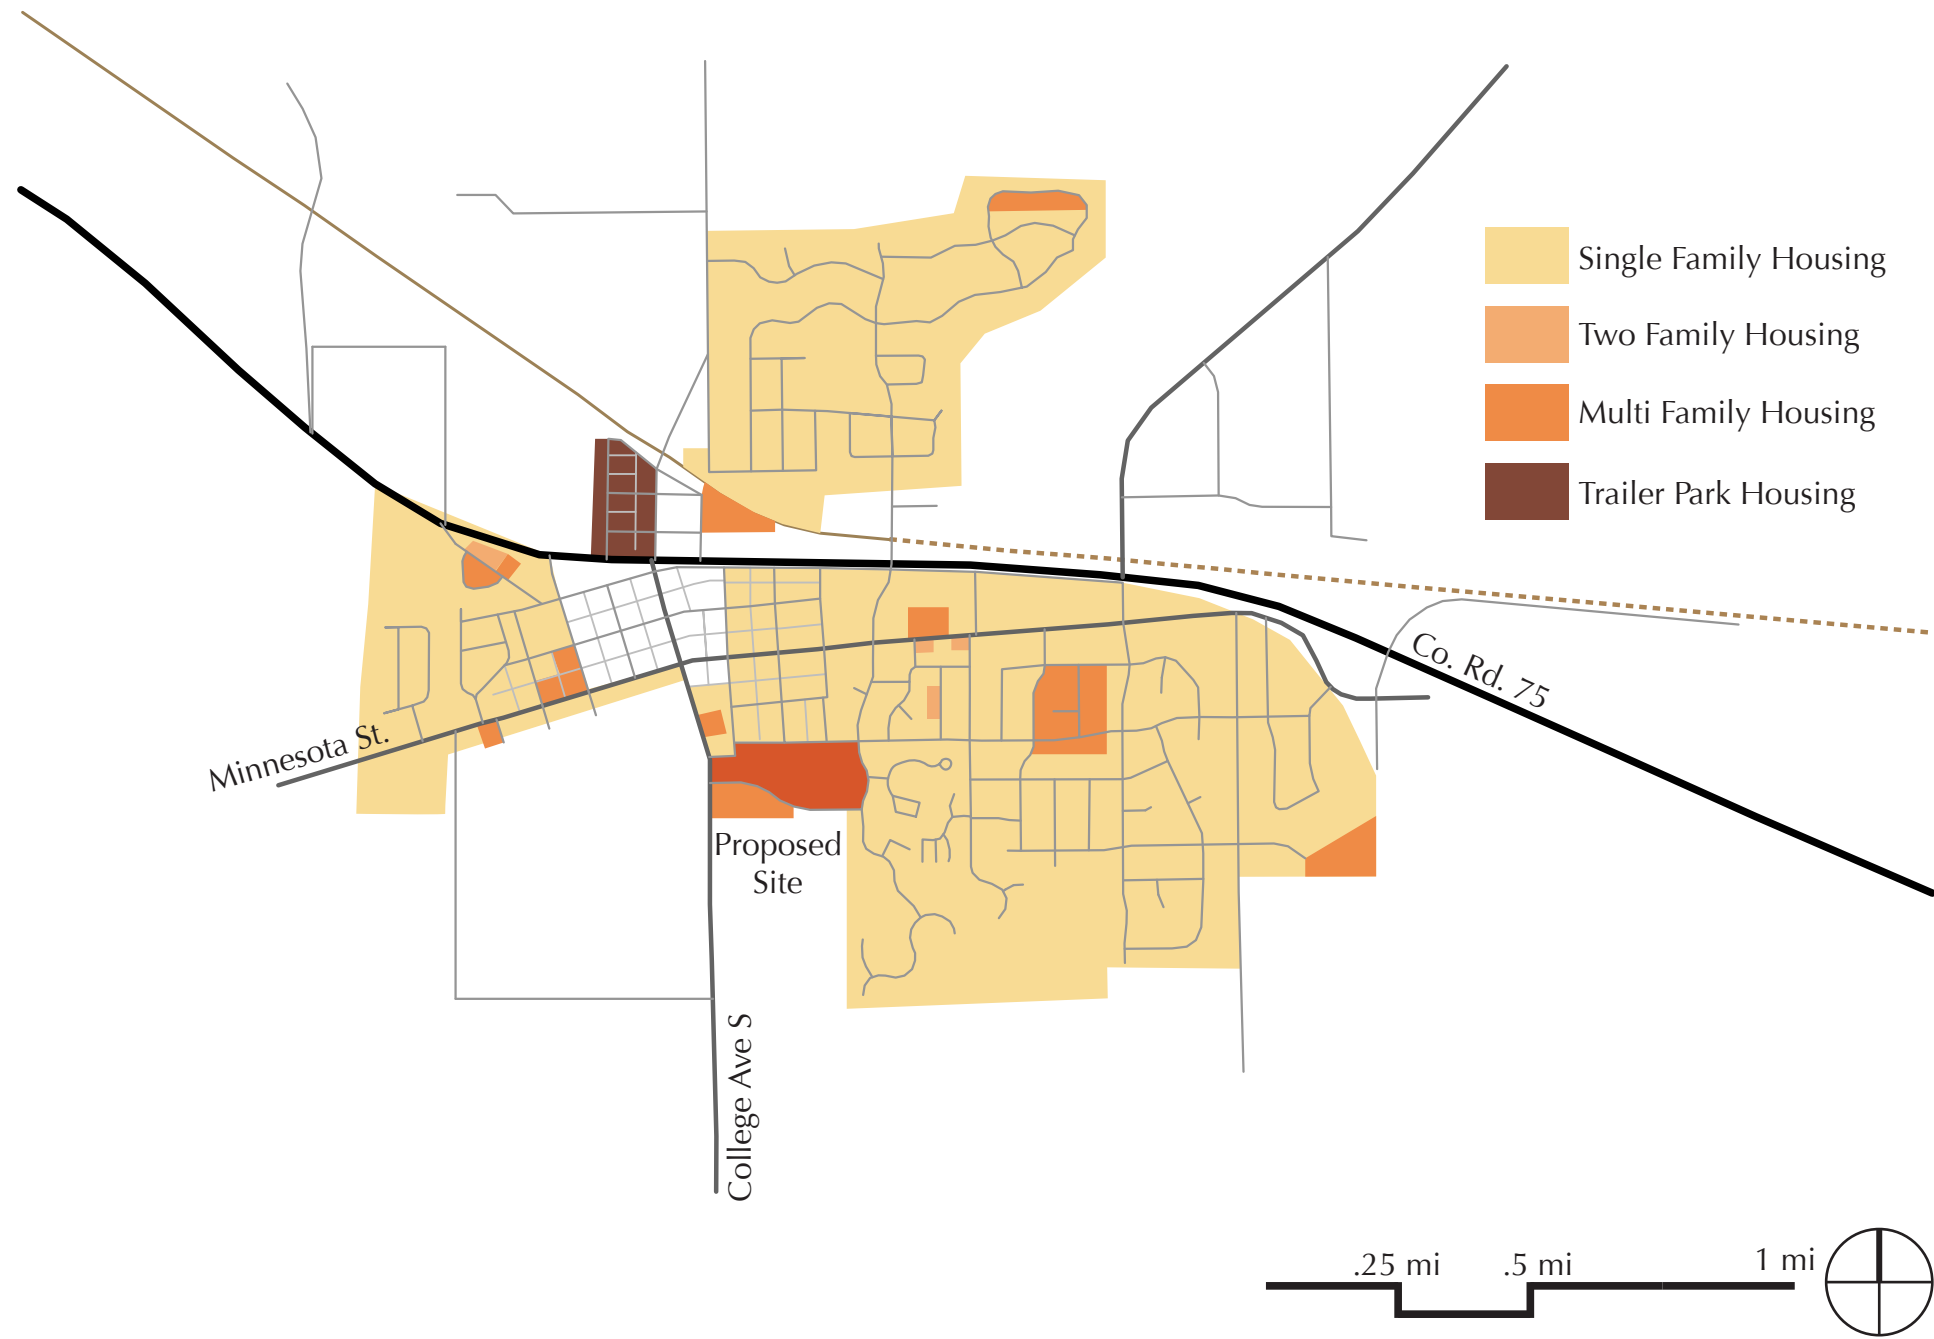 Single Family Housing
Two Family Housing
Multi Family Housing
Trailer Park Housing
Co. Rd. 75
Minnesota St.
Proposed
Site
College Ave S
.25 mi
.5 mi
1 mi